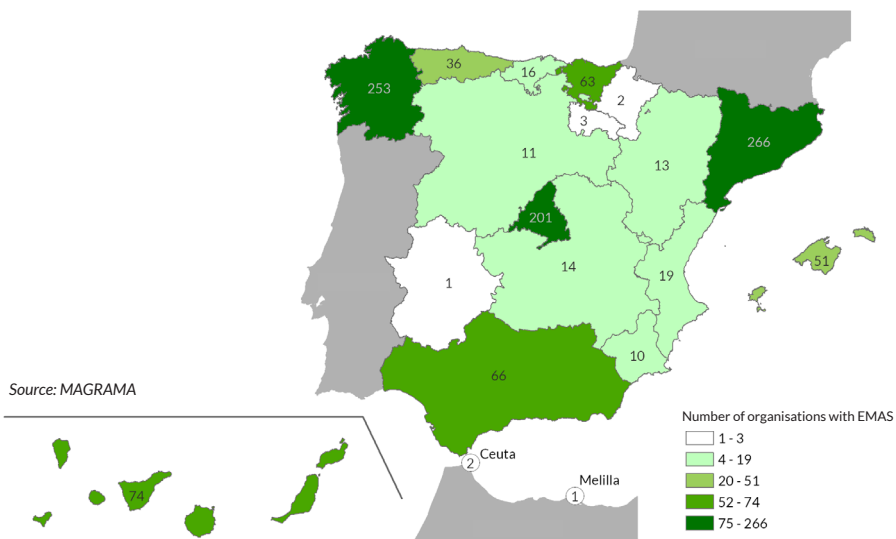 36
16
63
253
2
3
266
11
13
201
51
14
19
1
10
66
Source: MAGRAMA
Number of organisations with EMAS
1 - 3
4 - 19
20 - 51
52 - 74
75 - 266
Ceuta
2
Melilla
1
74